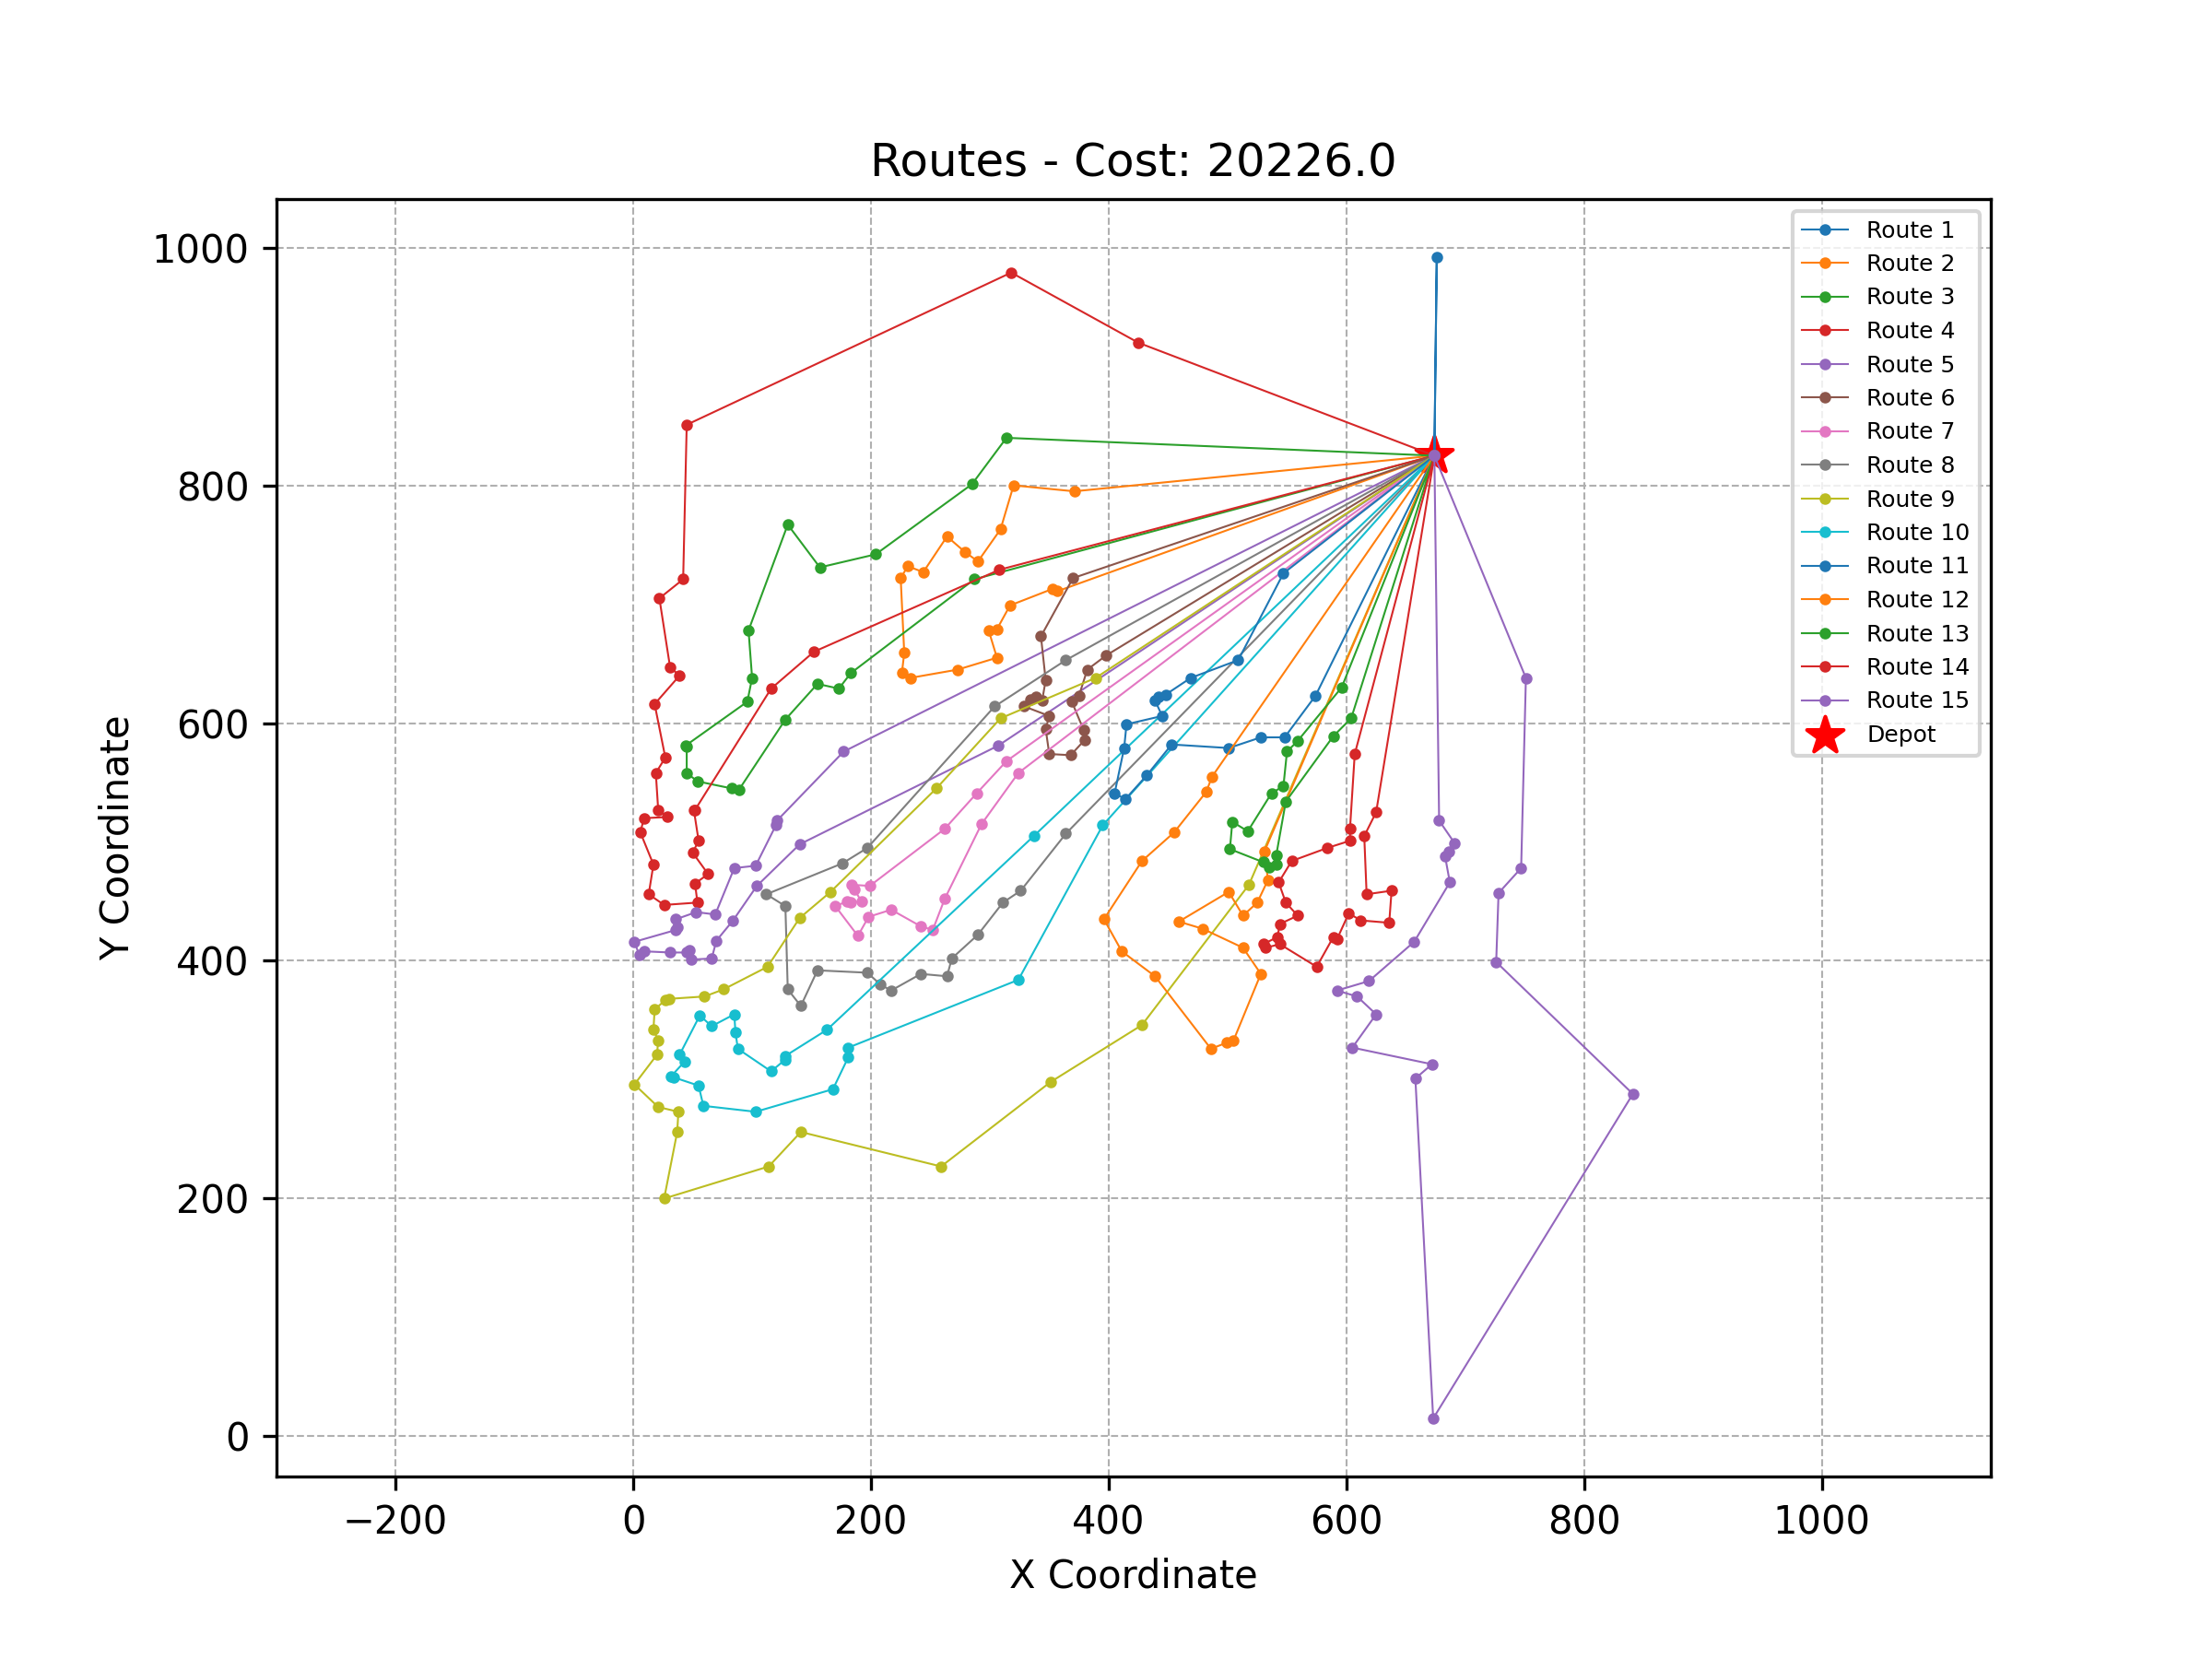 Routes - Cost: 20226.0
1000
800
600
400
200
0
Y Coordinate
−200
0
200
400
600
800
1000
X Coordinate
Route 1
Route 2
Route 3
Route 4
Route 5
Route 6
Route 7
Route 8
Route 9
Route 10
Route 11
Route 12
Route 13
Route 14
Route 15
Depot